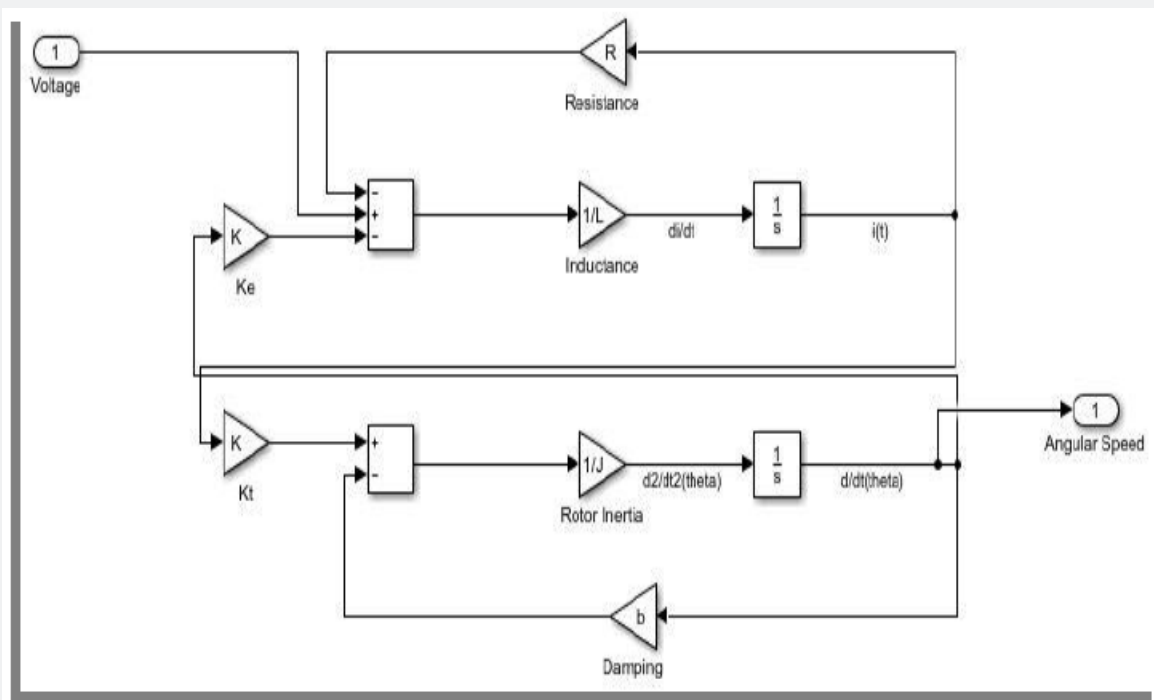 1
Voltage
R
Resistance
-
+
-
K
Ke
1/L
Inductance
di/dt
1
s
i(t)
K
Kt
+
-
1/J
Rotor Inertia
d2/dt2(theta)
1
s
d/dt(theta)
1
Angular Speed
b
Damping